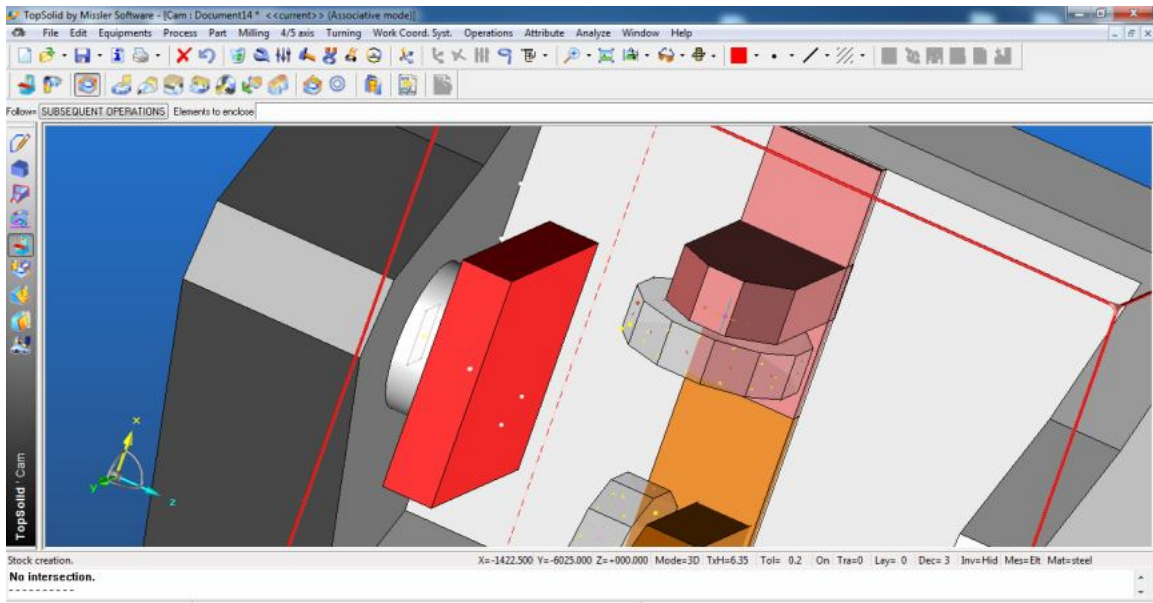 TopSolid by Missler Software - [Cam : Document14 * <<current>> (Associative mode)]
File Edit Equipments Process Part Milling 4/5 axis Turning Work Coord. Syst. Operations Attribute Analyze Window Help
Follow= SUBSEQUENT OPERATIONS Elements to enclose
x
y
z
TopSolid ' Cam
Stock creation.
X=-1422.500 Y=-6025.000 Z=+000.000 Mode=3D TxH=6.35 Tol= 0.2 On Tra=0 Lay= 0 Dec= 3 Inv=Hid Mes=Elt Mat=steel
No intersection.
----------